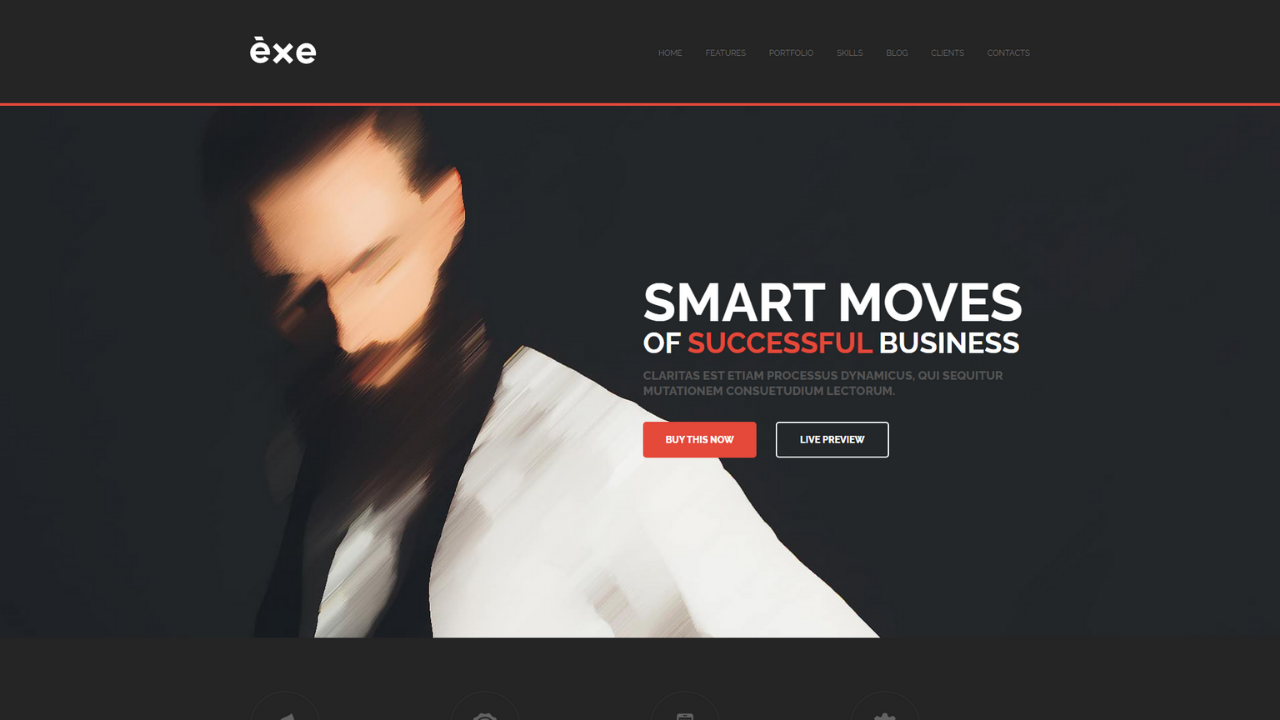 èxe
HOME FEATURES PORTFOLIO SKILLS BLOG CLIENTS CONTACTS
SMART MOVES
OF SUCCESSFUL BUSINESS
CLARITAS EST ETIAM PROCESSUS DYNAMICUS, QUI SEQUITUR
MUTATIONEM CONSUETUDIUM LECTORUM.
BUY THIS NOW LIVE PREVIEW